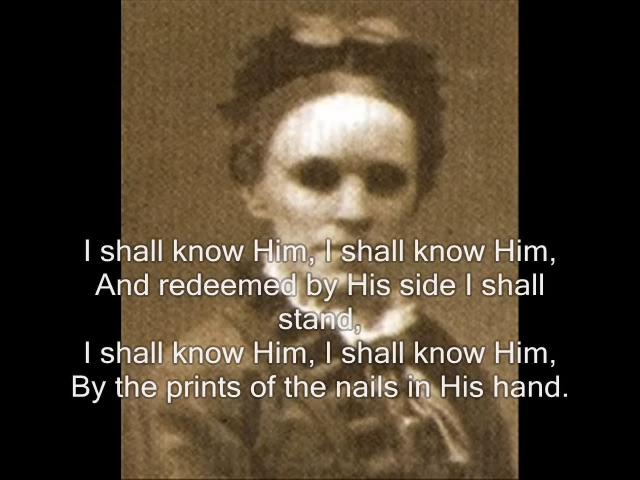 I shall know Him, I shall know Him,
And redeemed by His side I shall
stand,
I shall know Him, I shall know Him,
By the prints of the nails in His hand.